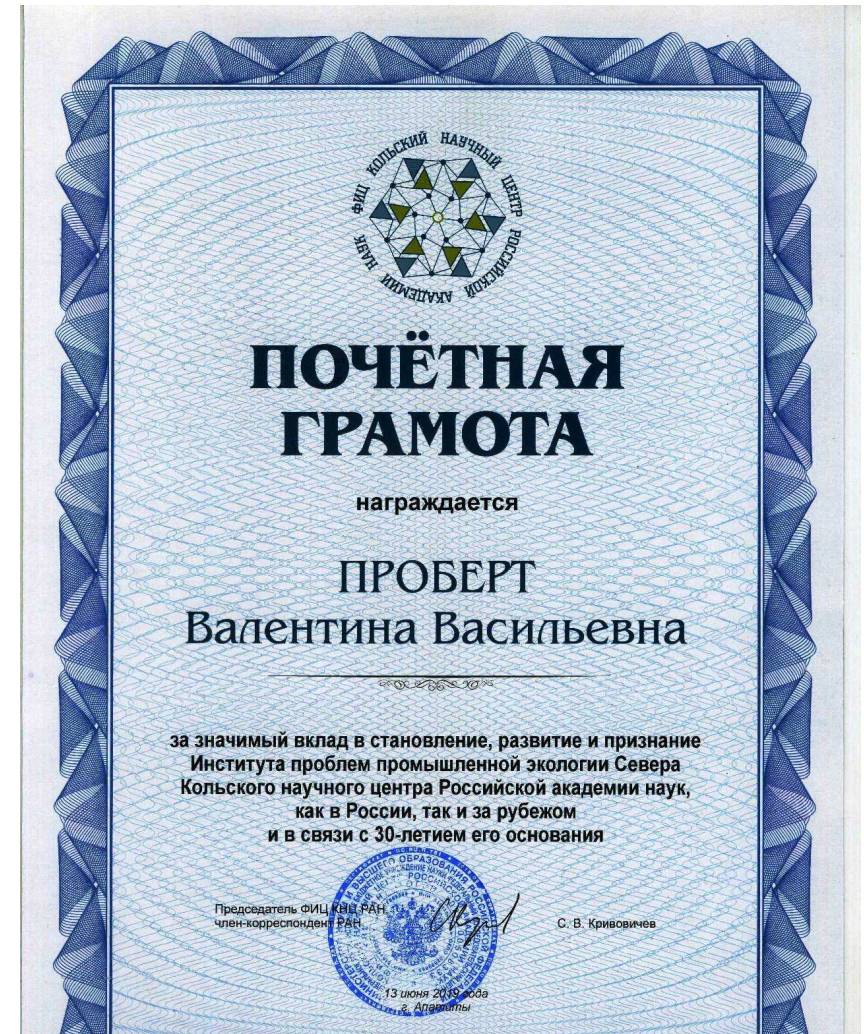 ФИЦ КОЛЬСКИЙ НАУЧНЫЙ ЦЕНТР РОССИЙСКОЙ АКАДЕМИИ НАУК
ПОЧЁТНАЯ
ГРАМОТА
награждается
ПРОБЕРТ
Валентина Васильевна
за значимый вклад в становление, развитие и признание
Института проблем промышленной экологии Севера
Кольского научного центра Российской академии наук,
как в России, так и за рубежом
и в связи с 30-летием его основания
Председатель ФИЦ КНЦ РАН
член-корреспондент РАН
С. В. Кривовичев
13 июня 2019 года
г. Апатиты